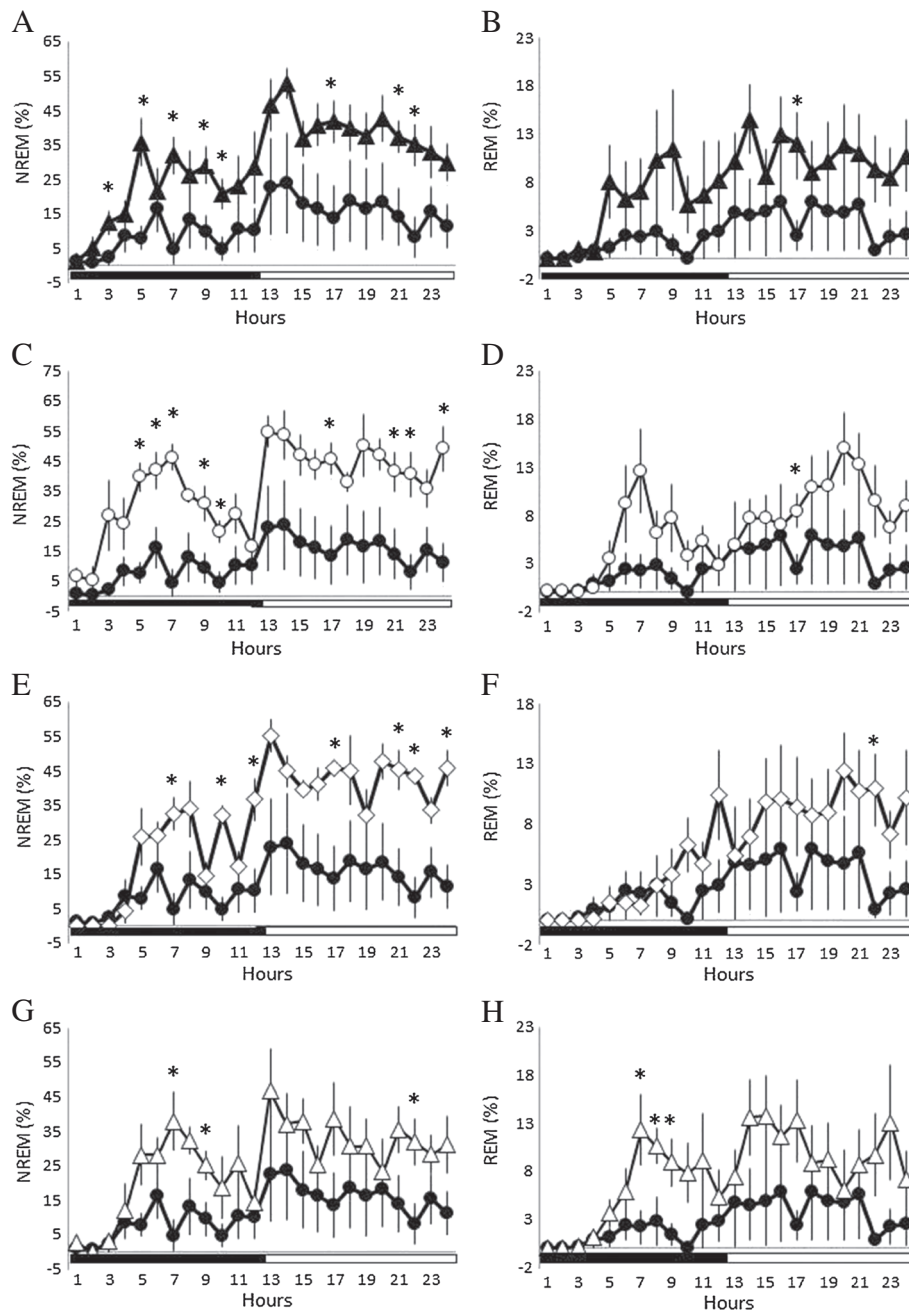 A
NREM (%)
65
55
45
35
25
15
5
-5
* * * * * * * *
1 3 5 7 9 11 13 15 17 19 21 23
Hours
B
REM (%)
23
18
13
8
3
-2
*
1 3 5 7 9 11 13 15 17 19 21 23
Hours
C
NREM (%)
75
65
55
45
35
25
15
5
-5
* * * * * * * * *
1 3 5 7 9 11 13 15 17 19 21 23
Hours
D
REM (%)
23
18
13
8
3
-2
*
1 3 5 7 9 11 13 15 17 19 21 23
Hours
E
NREM (%)
65
55
45
35
25
15
5
-5
* * * * * * *
1 3 5 7 9 11 13 15 17 19 21 23
Hours
F
REM (%)
18
13
8
3
-2
*
1 3 5 7 9 11 13 15 17 19 21 23
Hours
G
NREM (%)
65
55
45
35
25
15
5
-5
* * *
1 3 5 7 9 11 13 15 17 19 21 23
Hours
H
REM (%)
23
18
13
8
3
-2
* * *
1 3 5 7 9 11 13 15 17 19 21 23
Hours